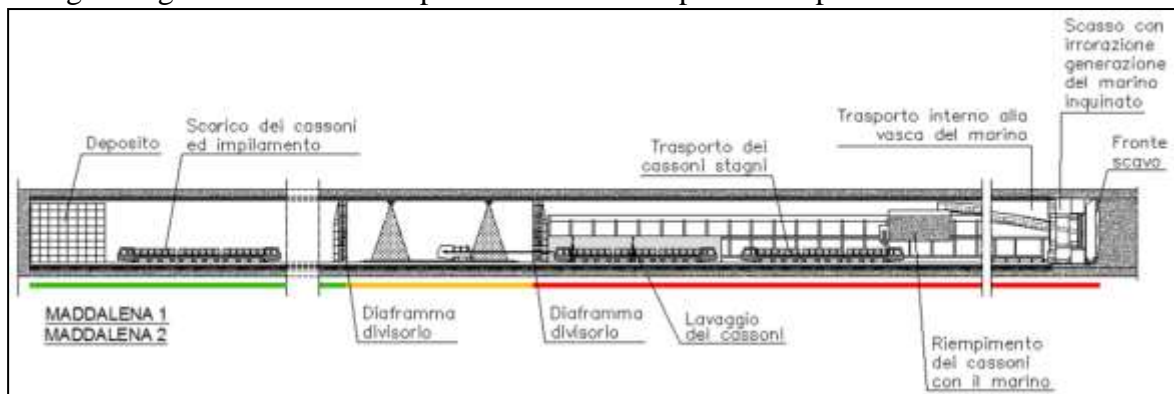 Scasso con
irrorazione
generazione
del marino
inquinato
Trasporto interno alla
vasca del marino
Scarico dei cassoni
ed impilamento
Deposito
Trasporto dei
cassoni stagni
Fronte
scavo
MADDALENA 1
MADDALENA 2
Diaframma
divisorio
Diaframma
divisorio
Lavaggio
dei cassoni
Riempimento
dei cassoni
con il marino